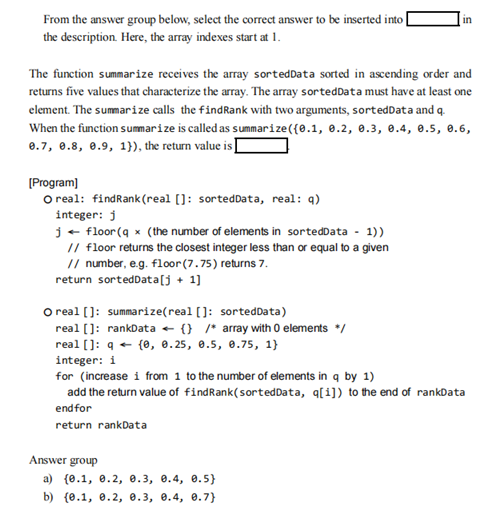 From the answer group below, select the correct answer to be inserted into in
the description. Here, the array indexes start at 1.
The function summarize receives the array sortedData sorted in ascending order and
returns five values that characterize the array. The array sortedData must have at least one
element. The summarize calls the findRank with two arguments, sortedData and q.
When the function summarize is called as summarize({0.1, 0.2, 0.3, 0.4, 0.5, 0.6,
0.7, 0.8, 0.9, 1}), the return value is .
[Program]
○ real: findRank(real []: sortedData, real: q)
integer: j
j ← floor(q × (the number of elements in sortedData - 1))
// floor returns the closest integer less than or equal to a given
// number, e.g. floor(7.75) returns 7.
return sortedData[j + 1]
○ real []: summarize(real []: sortedData)
real []: rankData ← {} /* array with 0 elements */
real []: q ← {0, 0.25, 0.5, 0.75, 1}
integer: i
for (increase i from 1 to the number of elements in q by 1)
add the return value of findRank(sortedData, q[i]) to the end of rankData
endfor
return rankData
Answer group
a) {0.1, 0.2, 0.3, 0.4, 0.5}
b) {0.1, 0.2, 0.3, 0.4, 0.7}